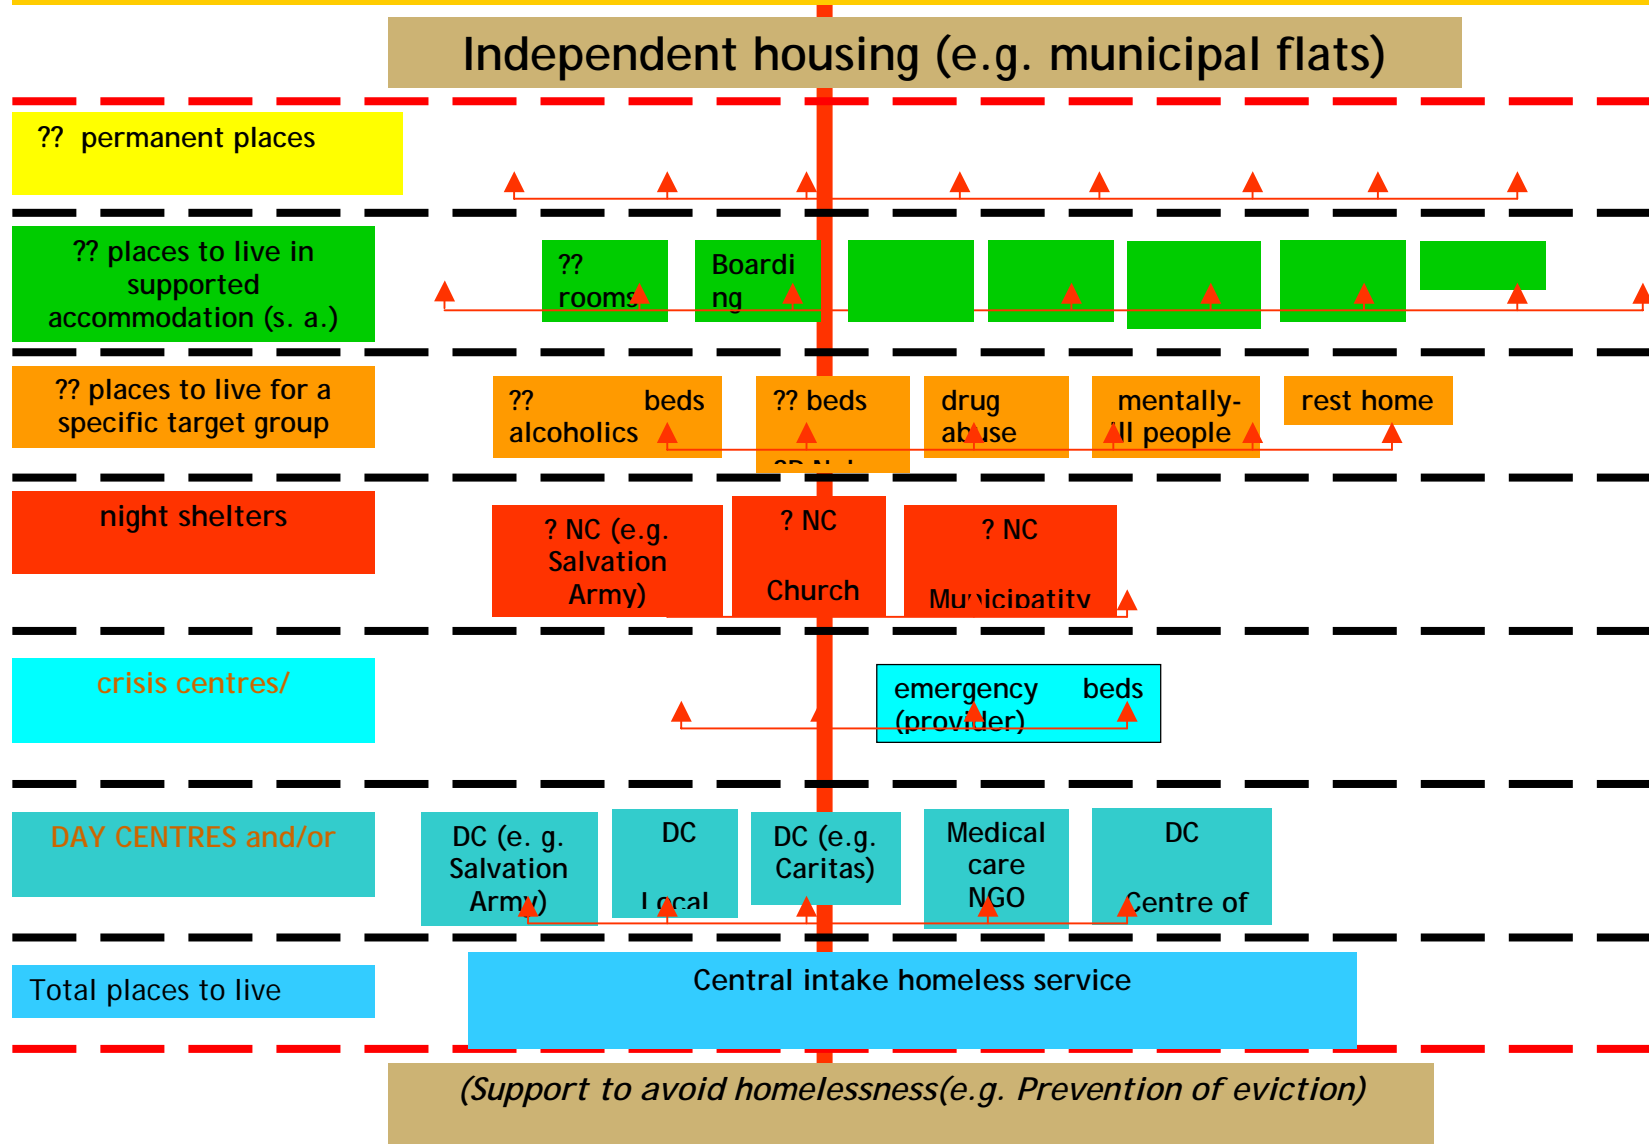 Independent housing (e.g. municipal flats)
?? permanent places
?? places to live in
supported
accommodation (s. a.)
??
rooms
Boardi
ng
?? places to live for a
specific target group
?? beds
alcoholics
?? beds
drug
abuse
mentally-
ill people
rest home
night shelters
? NC (e.g.
Salvation
Army)
? NC
Church
? NC
Municipatity
crisis centres/
emergency beds
(provider)
DAY CENTRES and/or
DC (e. g.
Salvation
Army)
DC
Local
DC (e.g.
Caritas)
Medical
care
NGO
DC
Centre of
Total places to live
Central intake homeless service
(Support to avoid homelessness(e.g. Prevention of eviction)